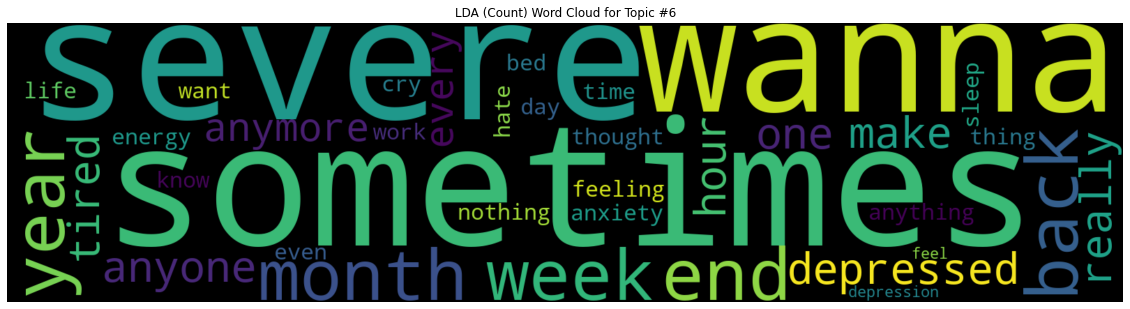 LDA (Count) Word Cloud for Topic #6
severe wanna
life want cry every bed time sleep
hate day
year tired energy anymore work thought hour one make thing back really
sometimes
know feeling
nothing anxiety anything
anyone even month week end depressed feel
depression